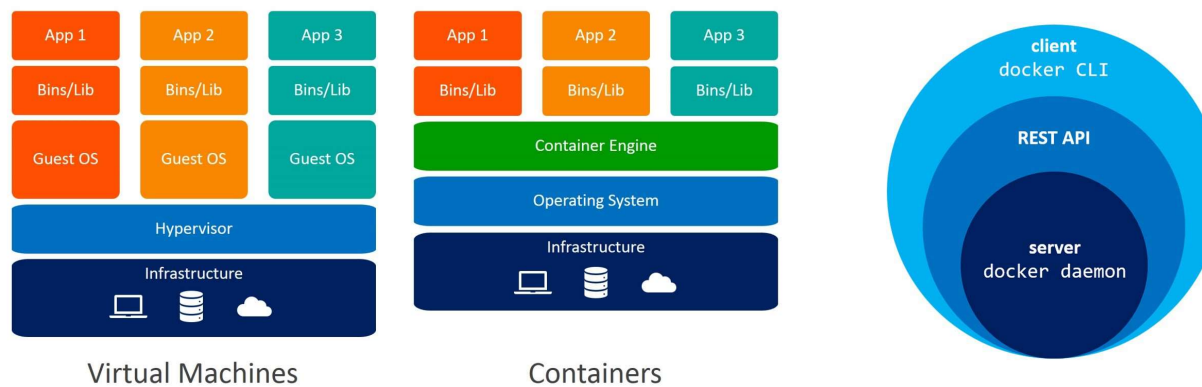 App 1
App 2
App 3
Bins/Lib
Bins/Lib
Bins/Lib
Guest OS
Guest OS
Guest OS
Hypervisor
Infrastructure
Virtual Machines
App 1
App 2
App 3
Bins/Lib
Bins/Lib
Bins/Lib
Container Engine
Operating System
Infrastructure
Containers
client
docker CLI
REST API
server
docker daemon